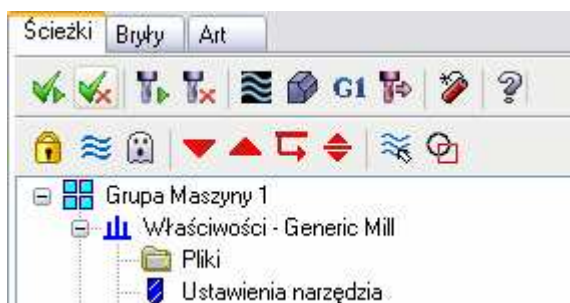 Ścieżki Bryły Art
G1
Grupa Maszyny 1
Właściwości - Generic Mill
Pliki
Ustawienia narzędzia